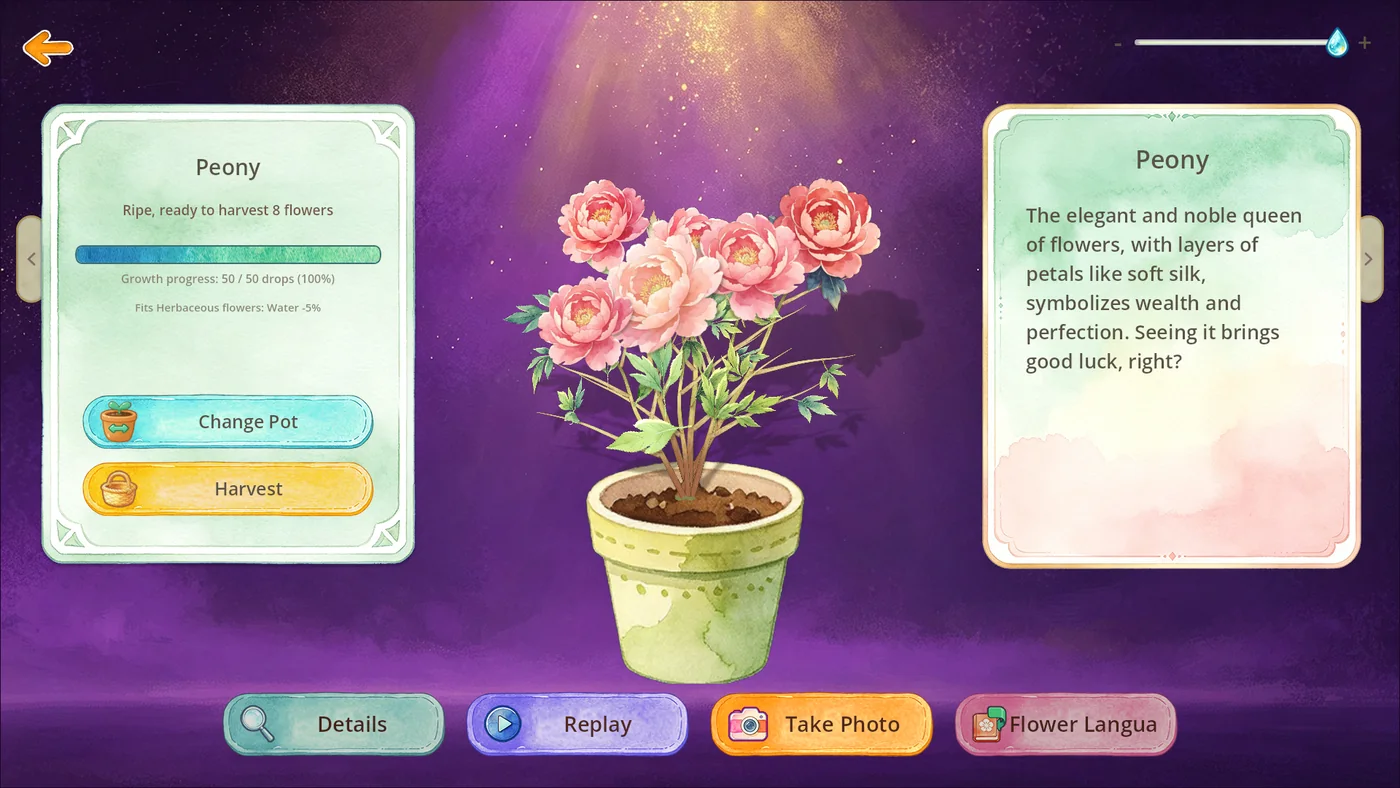 - +
Peony
Ripe, ready to harvest 8 flowers
Growth progress: 50 / 50 drops (100%)
Fits Herbaceous flowers: Water -5%
Change Pot
Harvest
Peony
The elegant and noble queen
of flowers, with layers of
petals like soft silk,
symbolizes wealth and
perfection. Seeing it brings
good luck, right?
Details
Replay
Take Photo
Flower Langua